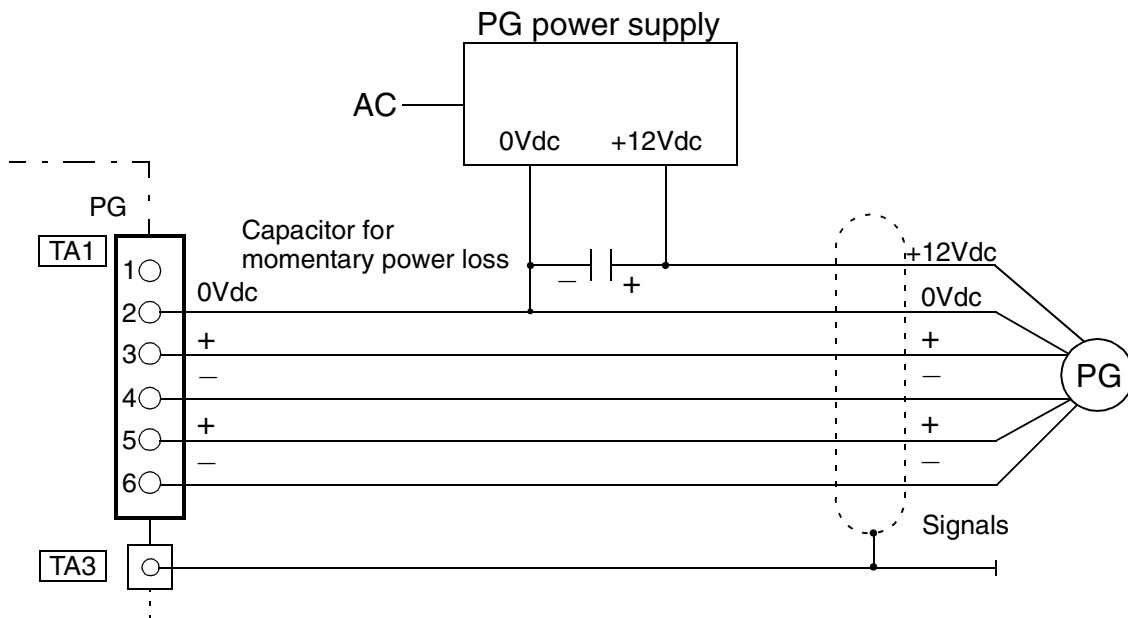 PG power supply
AC
0Vdc +12Vdc
PG
TA1
Capacitor for
momentary power loss
1
− +
+12Vdc
2
0Vdc
0Vdc
3
+
+
−
−
4
5
+
+
−
−
6
PG
Signals
TA3